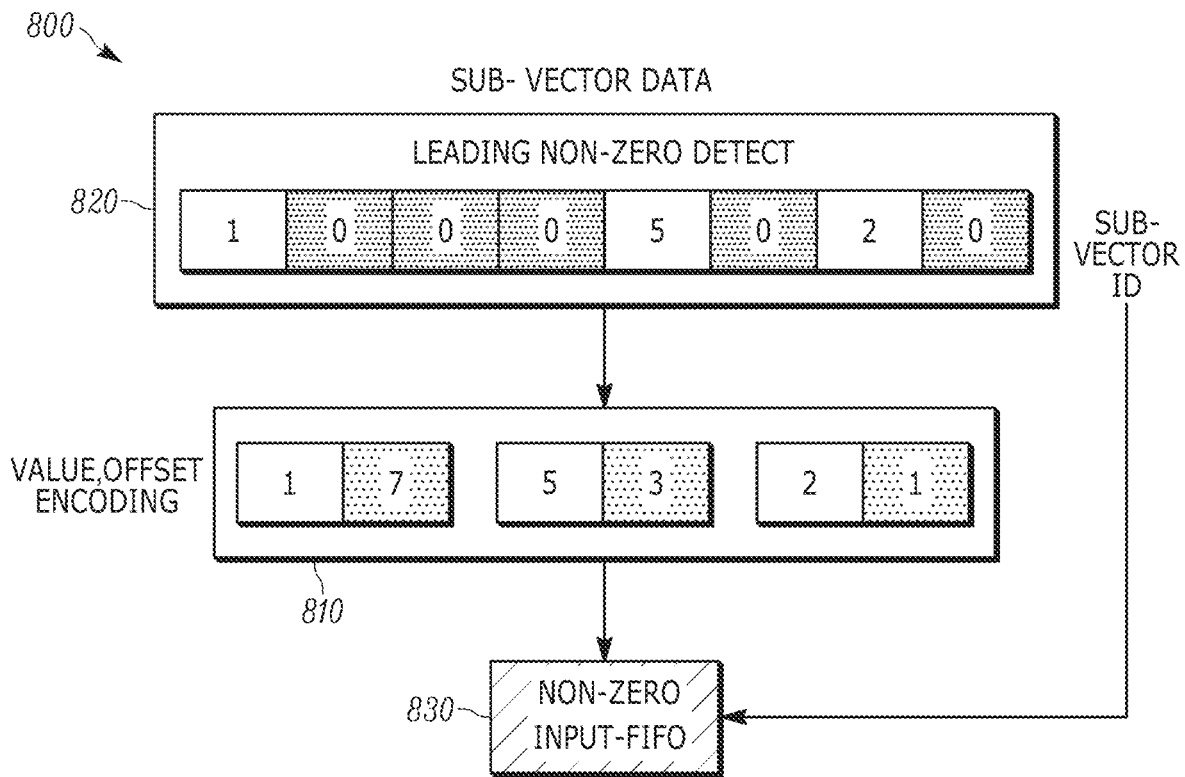 800
SUB- VECTOR DATA
LEADING NON-ZERO DETECT
820
1 0 0 0 5 0 2 0
SUB-
VECTOR
ID
VALUE,OFFSET
ENCODING
1 7 5 3 2 1
810
830
NON-ZERO
INPUT-FIFO